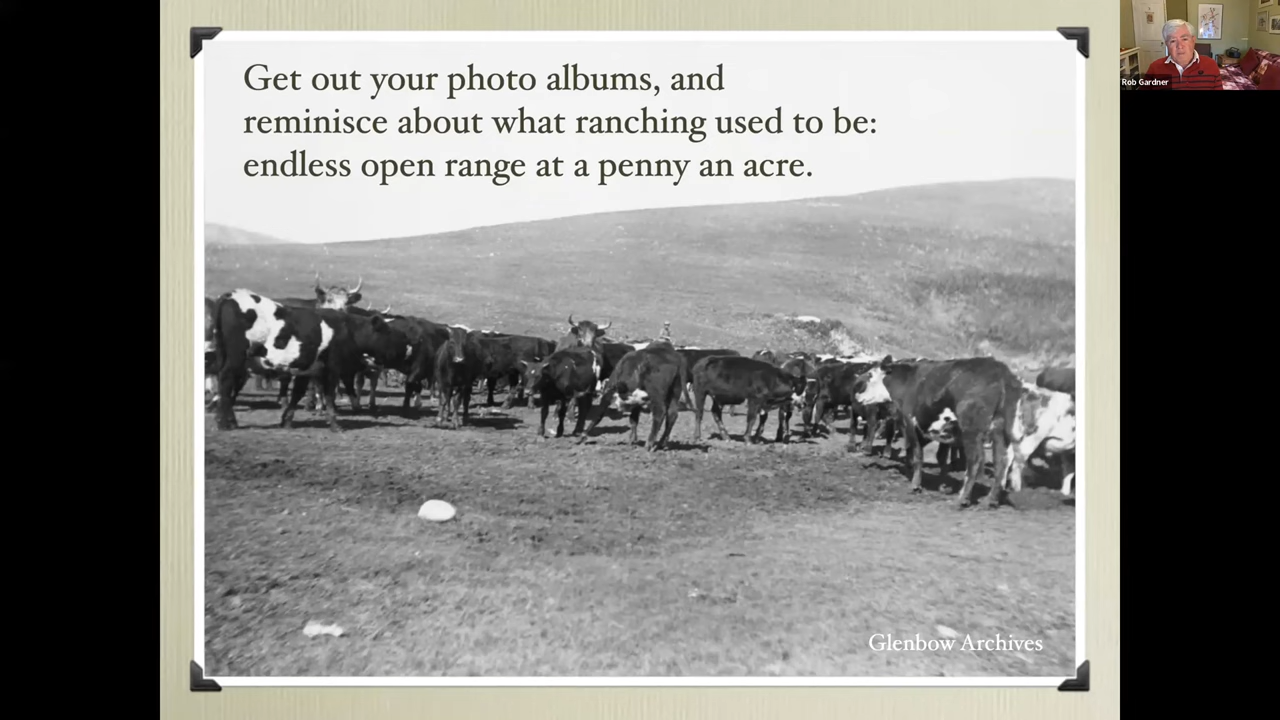 Get out your photo albums, and
reminisce about what ranching used to be:
endless open range at a penny an acre.
Glenbow Archives
Rob Gardner